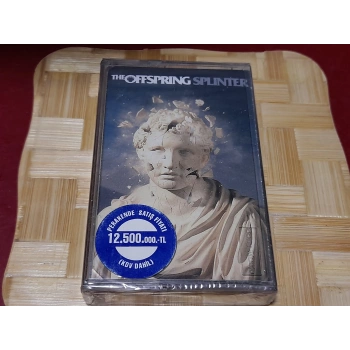 THE OFFSPRING SPLINTER
PERAKENDE SATIŞ FİYATI
12.500.000.-TL
(KDV DAHİL)